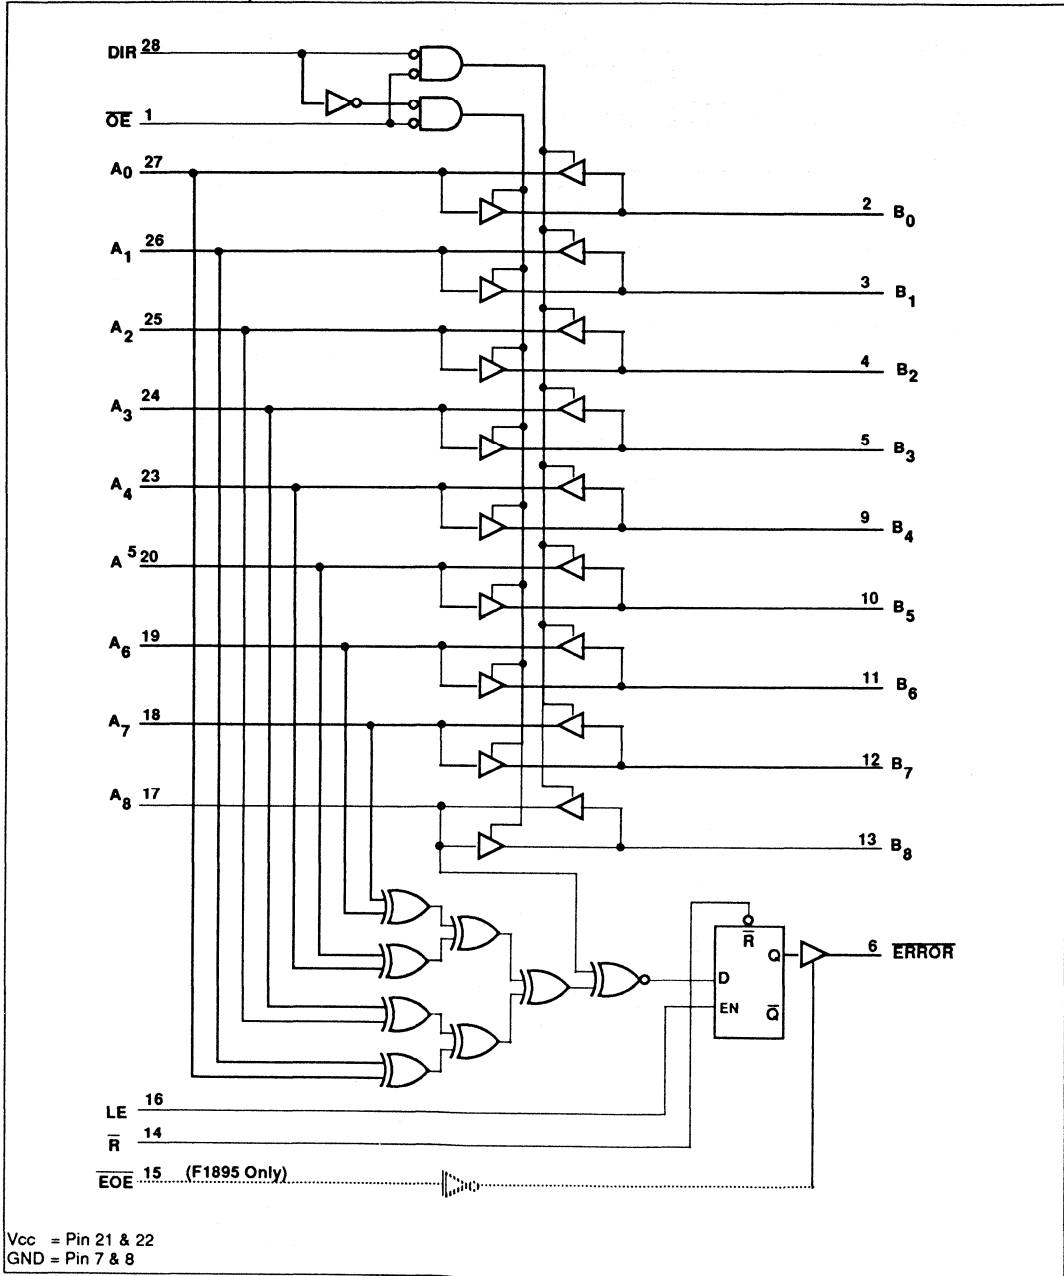 DIR 28
OE 1
A0 27
2 B0
A1 26
3 B1
A2 25
4 B2
A3 24
5 B3
A4 23
9 B4
A5 20
10 B5
A6 19
11 B6
A7 18
12 B7
A8 17
13 B8
R
Q 6 ERROR
D
EN Q
LE 16
R 14
EOE 15 (F1895 Only)
Vcc = Pin 21 & 22
GND = Pin 7 & 8